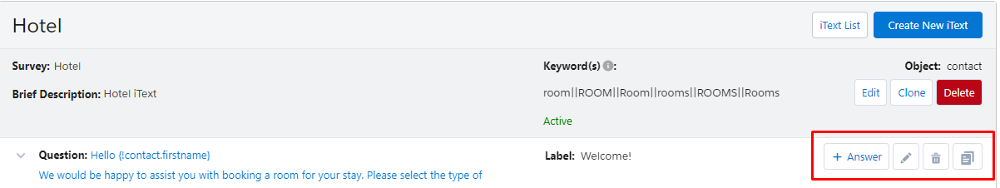 Hotel
iText List
Create New iText
Survey: Hotel
Keyword(s) i:
Object: contact
Brief Description: Hotel iText
room||ROOM||Room||rooms||ROOMS||Rooms
Edit
Clone
Delete
Active
Question: Hello {!contact.firstname}
Label: Welcome!
+ Answer
We would be happy to assist you with booking a room for your stay. Please select the type of